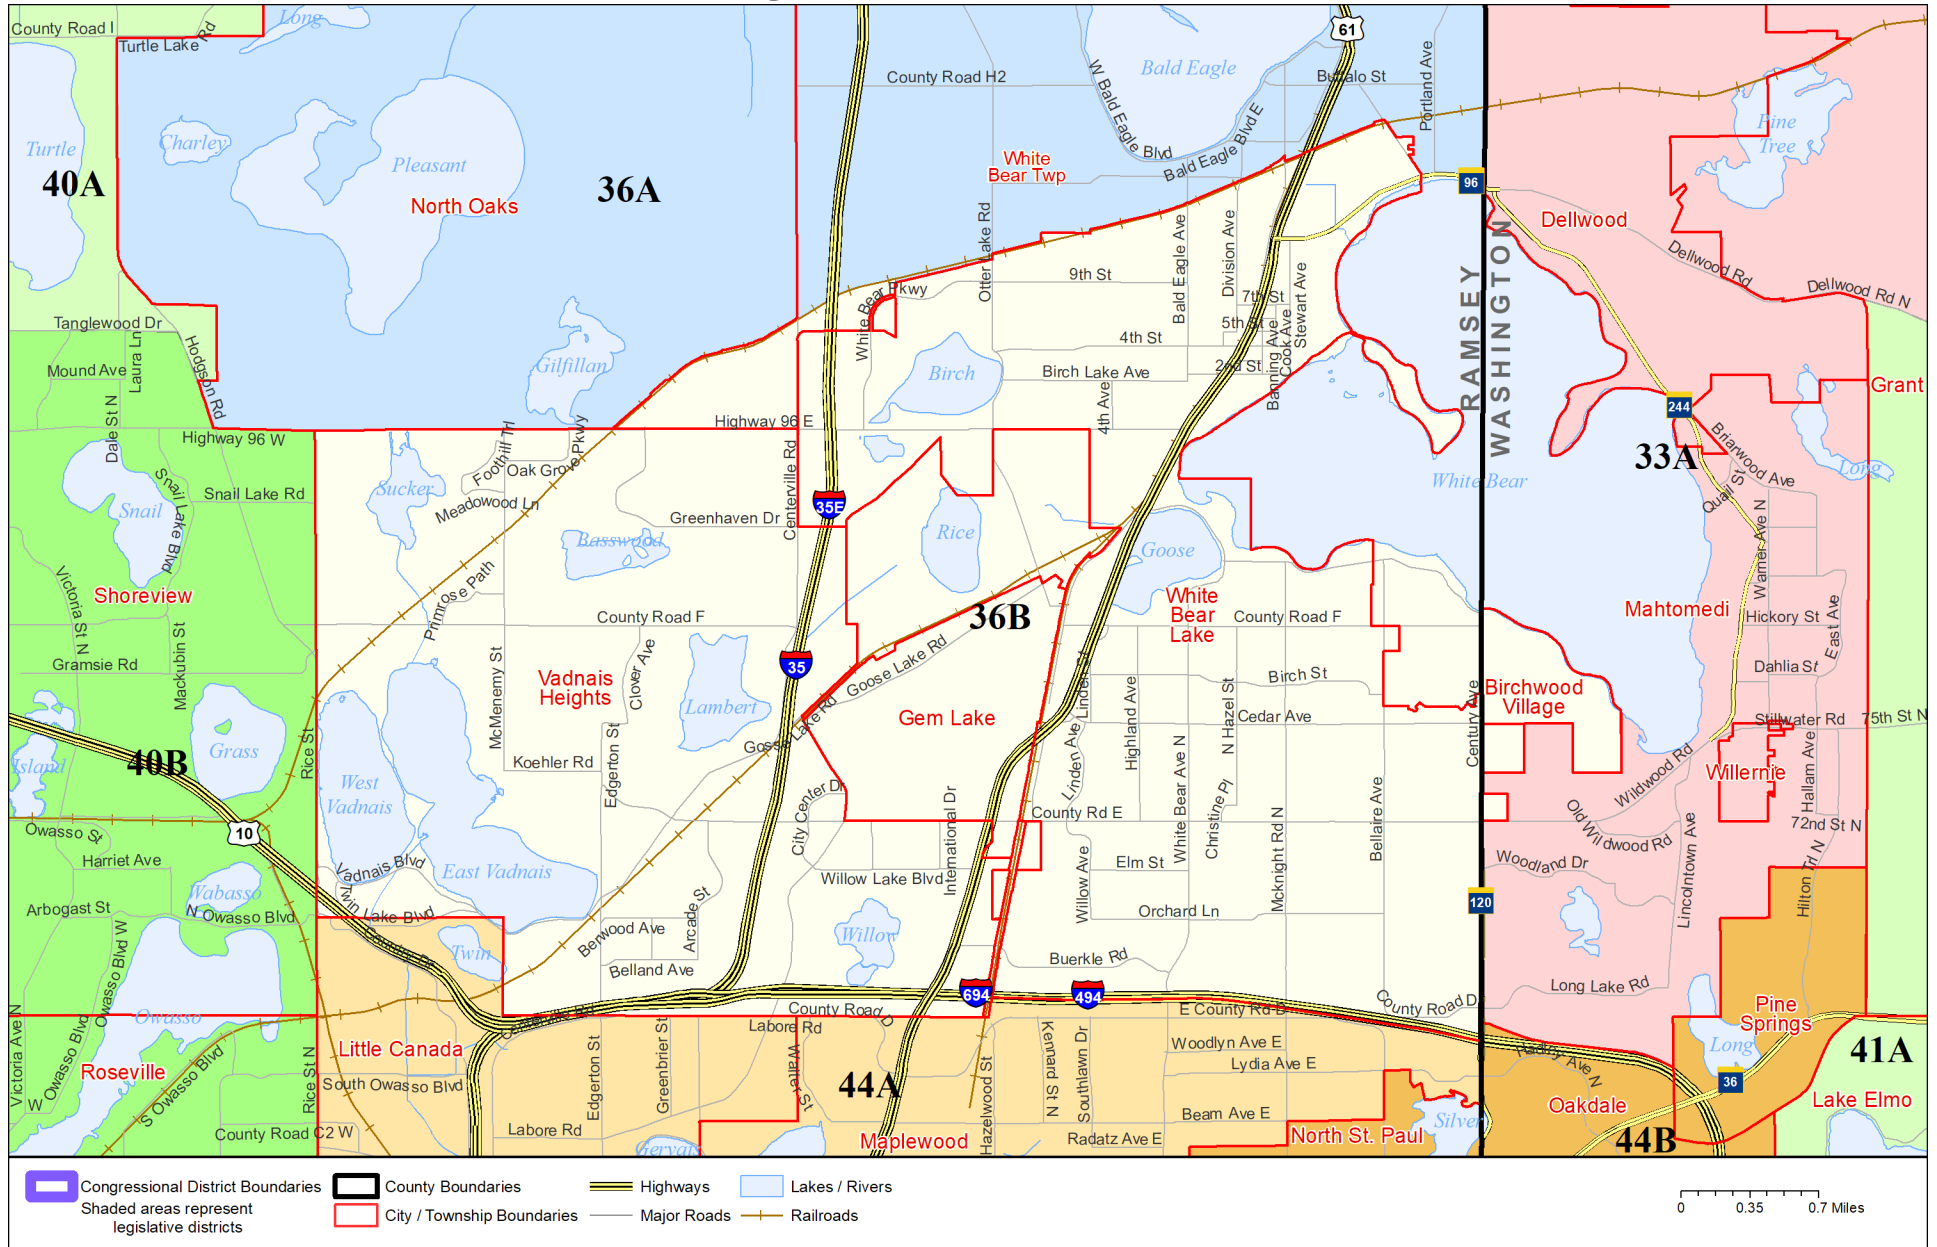 County Road I
Turtle Lake Rd
Long
61
County Road H2
W Bald Eagle Blvd
Bald Eagle
Buffalo St
Portland Ave
Turtle
Charley
Pleasant
Bald Eagle Blvd E
Pine
Tree
40A
36A
North Oaks
White
Bear Twp
96
Dellwood
Otter Lake Rd
Bald Eagle Ave
Division Ave
RAMSEY
WASHINGTON
Dellwood Rd
Dellwood Rd N
9th St
White Bear Pkwy
7th St
Stewart Ave
Tanglewood Dr
Laura Ln
Hodgson Rd
5th St
4th St
Banning Ave
Cook Ave
Mound Ave
Gilfillan
Birch
Birch Lake Ave
2nd St
4th Ave
Grant
244
Dale St N
Highway 96 W
Highway 96 E
Foothill Trl
Oak Grove Pkwy
Centerville Rd
33A
Briarwood Ave
Long
Snail Lake Rd
Snail Lake Blvd
Snail
Sucker
Meadowood Ln
Greenhaven Dr
35E
White Bear
Quail St
Basswood
Rice
Goose
Warner Ave N
Victoria St N
Shoreview
Primrose Path
36B
White
Bear
Lake
Mahtomedi
County Road F
County Road F
Hickory St
East Ave
Gramsie Rd
Mackubin St
McMenemy St
Vadnais
Heights
Clover Ave
35
Goose Lake Rd
Linden St
Birch St
Dahlia St
Birchwood
Village
Grass
Lambert
Gem Lake
Highland Ave
N Hazel St
Cedar Ave
Century Ave
Stillwater Rd
75th St N
Goose Lake Rd
Island
40B
Rice St
West
Vadnais
Koehler Rd
Edgerton St
Linden Ave
White Bear Ave N
Christine Pl
Bellaire Ave
Wildwood Rd
Willernie
Hallam Ave
City Center Dr
International Dr
County Rd E
Mcknight Rd N
Old Wildwood Rd
72nd St N
Owasso St
10
Harriet Ave
Vadnais Blvd
East Vadnais
Willow Lake Blvd
Elm St
Willow Ave
Woodland Dr
Lincolntown Ave
Hilton Trl N
Wabasso
Arbogast St
N Owasso Blvd
Twin Lake Blvd
Arcade St
Orchard Ln
120
Owasso Blvd W
Twin
Berwood Ave
Belland Ave
Willow
Buerkle Rd
Long Lake Rd
694
494
Owasso
Victoria Ave N
W Owasso Blvd
County Road D
E County Rd D
County Road D
Pine
Springs
Labore Rd
Little Canada
Kennard St N
Southlawn Dr
Woodlyn Ave E
Lydia Ave E
Hadley Ave N
Long
41A
36
Roseville
S Owasso Blvd
Rice St N
South Owasso Blvd
Edgerton St
Greenbrier St
Walter St
44A
Hazelwood St
Beam Ave E
Oakdale
Lake Elmo
County Road C2 W
Labore Rd
Gervais
Maplewood
Radatz Ave E
North St. Paul
Silver
44B
Congressional District Boundaries
Shaded areas represent
legislative districts
County Boundaries
City / Township Boundaries
Highways
Major Roads
Lakes / Rivers
Railroads
0 0.35 0.7 Miles